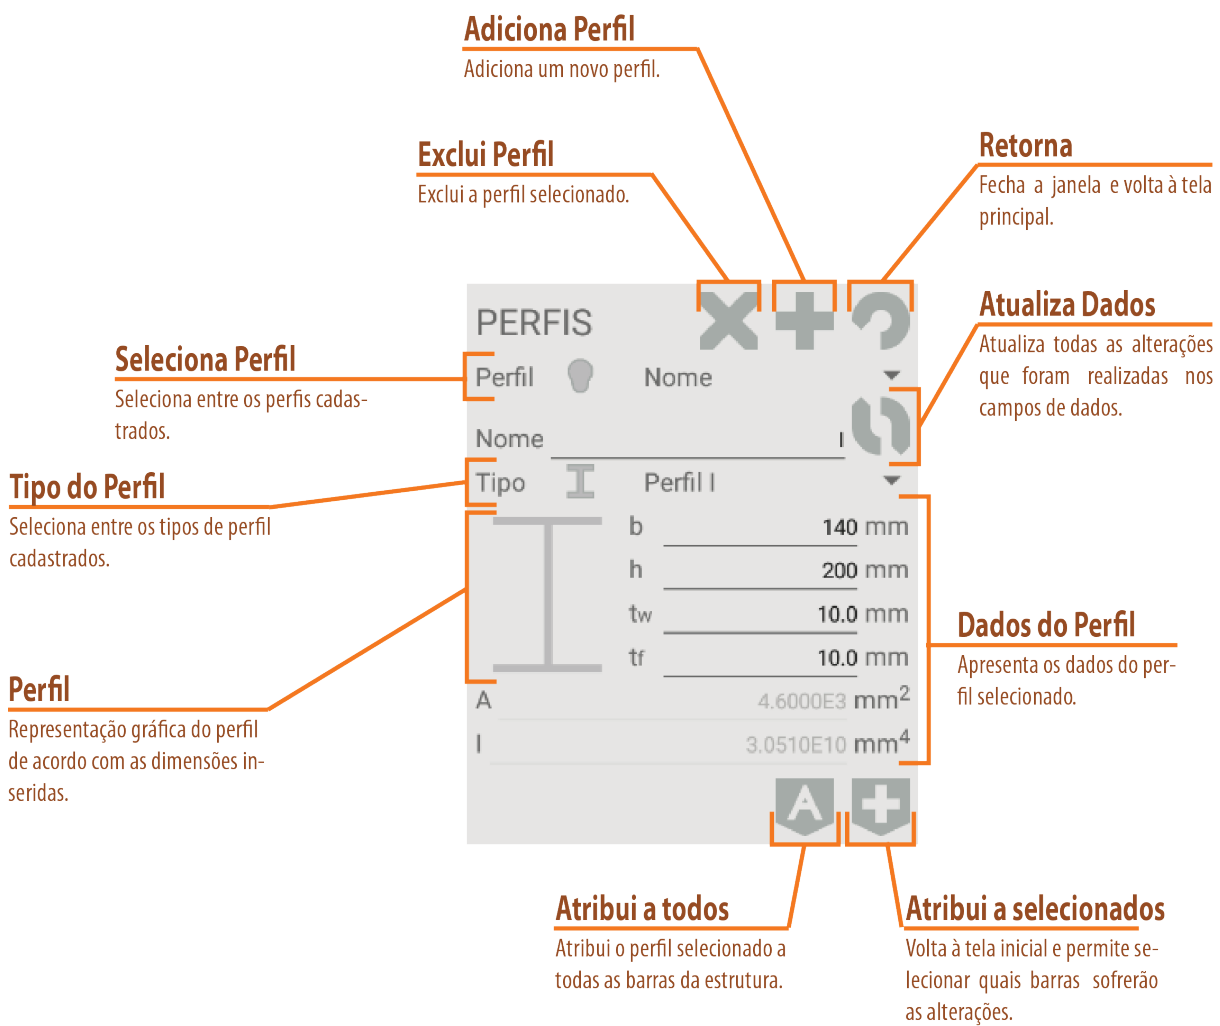 Adiciona Perfil
Adiciona um novo perfil.
Exclui Perfil
Exclui a perfil selecionado.
Retorna
Fecha a janela e volta à tela
principal.
Atualiza Dados
Atualiza todas as alterações
que foram realizadas nos
campos de dados.
Seleciona Perfil
Seleciona entre os perfis cadas-
trados.
Tipo do Perfil
Seleciona entre os tipos de perfil
cadastrados.
Perfil
Representação gráfica do perfil
de acordo com as dimensões in-
seridas.
PERFIS
Perfil Nome
Nome I
Tipo Perfil I
b 140 mm
h 200 mm
tw 10.0 mm
tf 10.0 mm
A 4.6000E3 mm²
I 3.0510E10 mm⁴
A
Dados do Perfil
Apresenta os dados do per-
fil selecionado.
Atribui a todos
Atribui o perfil selecionado a
todas as barras da estrutura.
Atribui a selecionados
Volta à tela inicial e permite se-
lecionar quais barras sofrerão
as alterações.